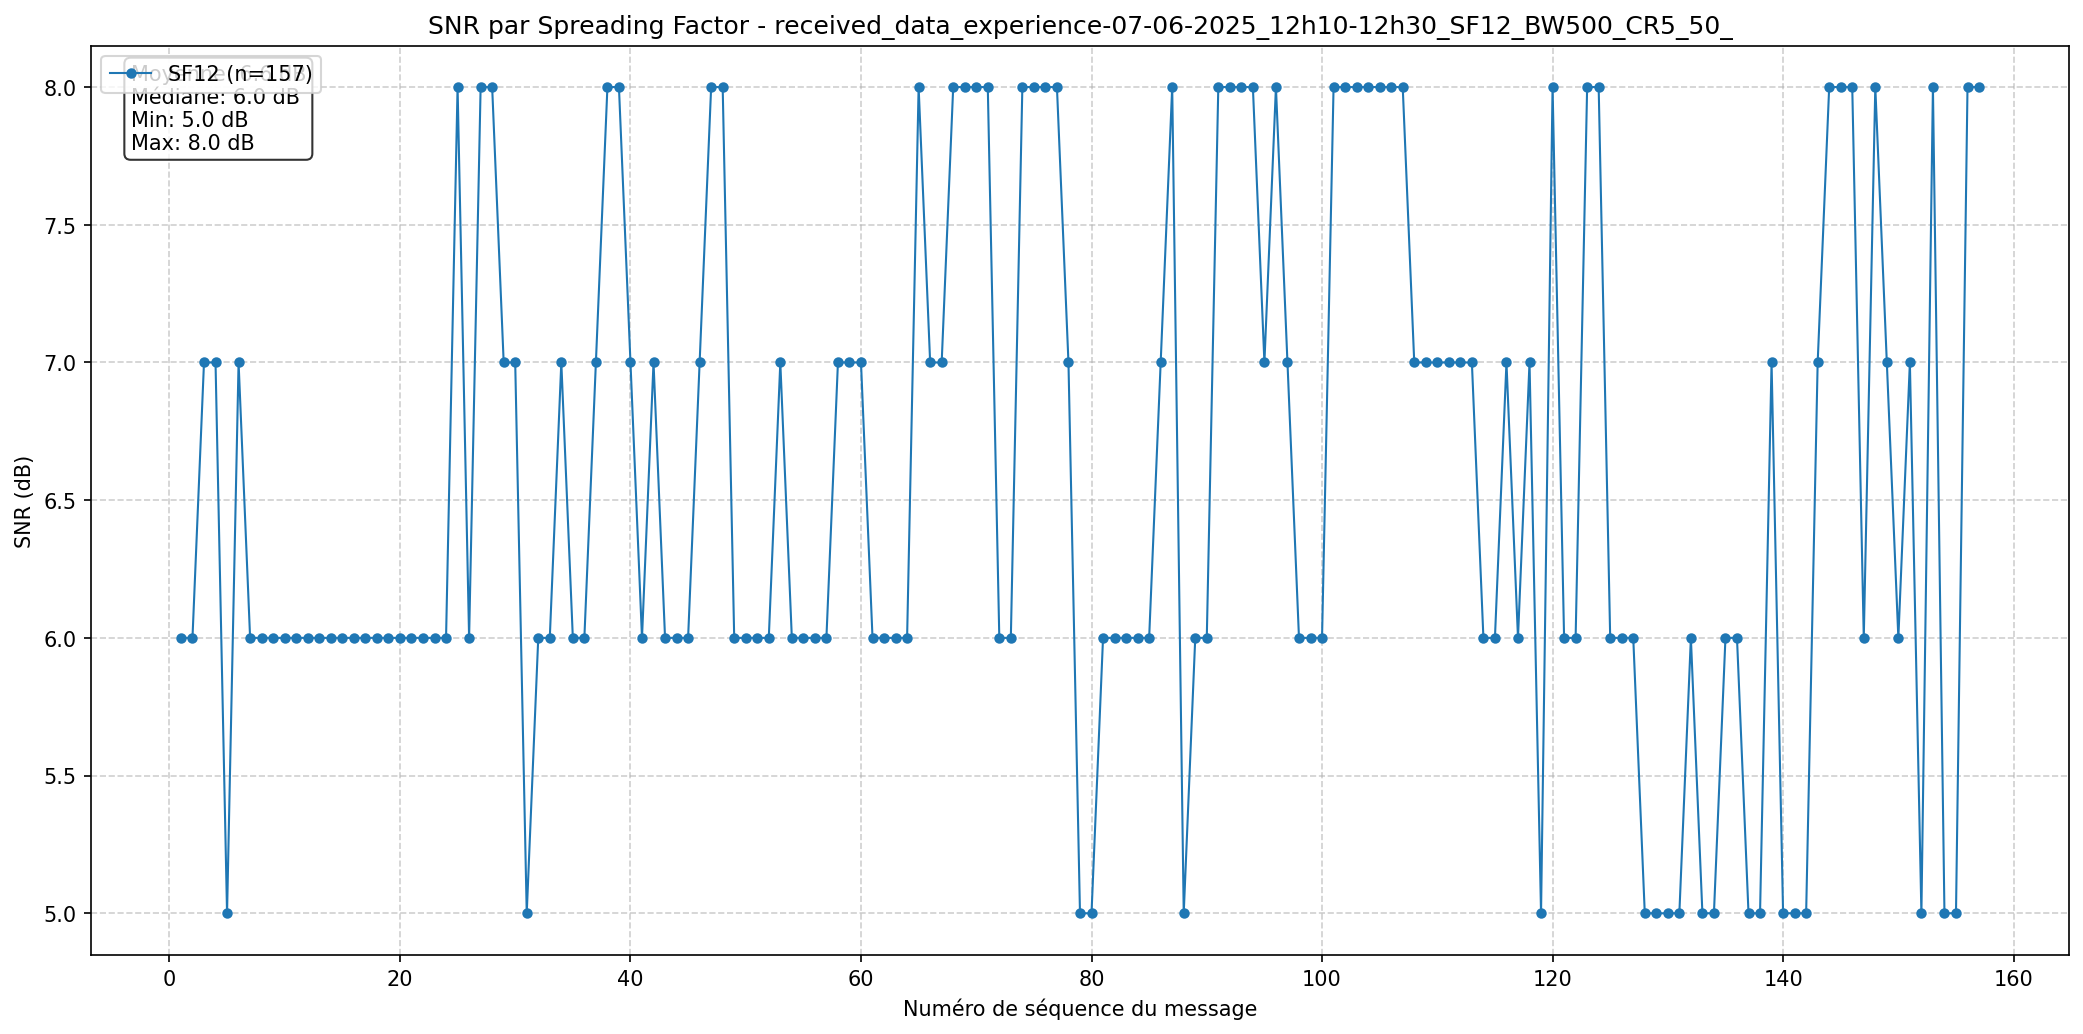 SNR par Spreading Factor - received_data_experience-07-06-2025_12h10-12h30_SF12_BW500_CR5_50_
SF12 (n=157)
Médiane: 6.0 dB
Min: 5.0 dB
Max: 8.0 dB
8.0
7.5
7.0
6.5
6.0
5.5
5.0
SNR (dB)
0 20 40 60 80 100 120 140 160
Numéro de séquence du message